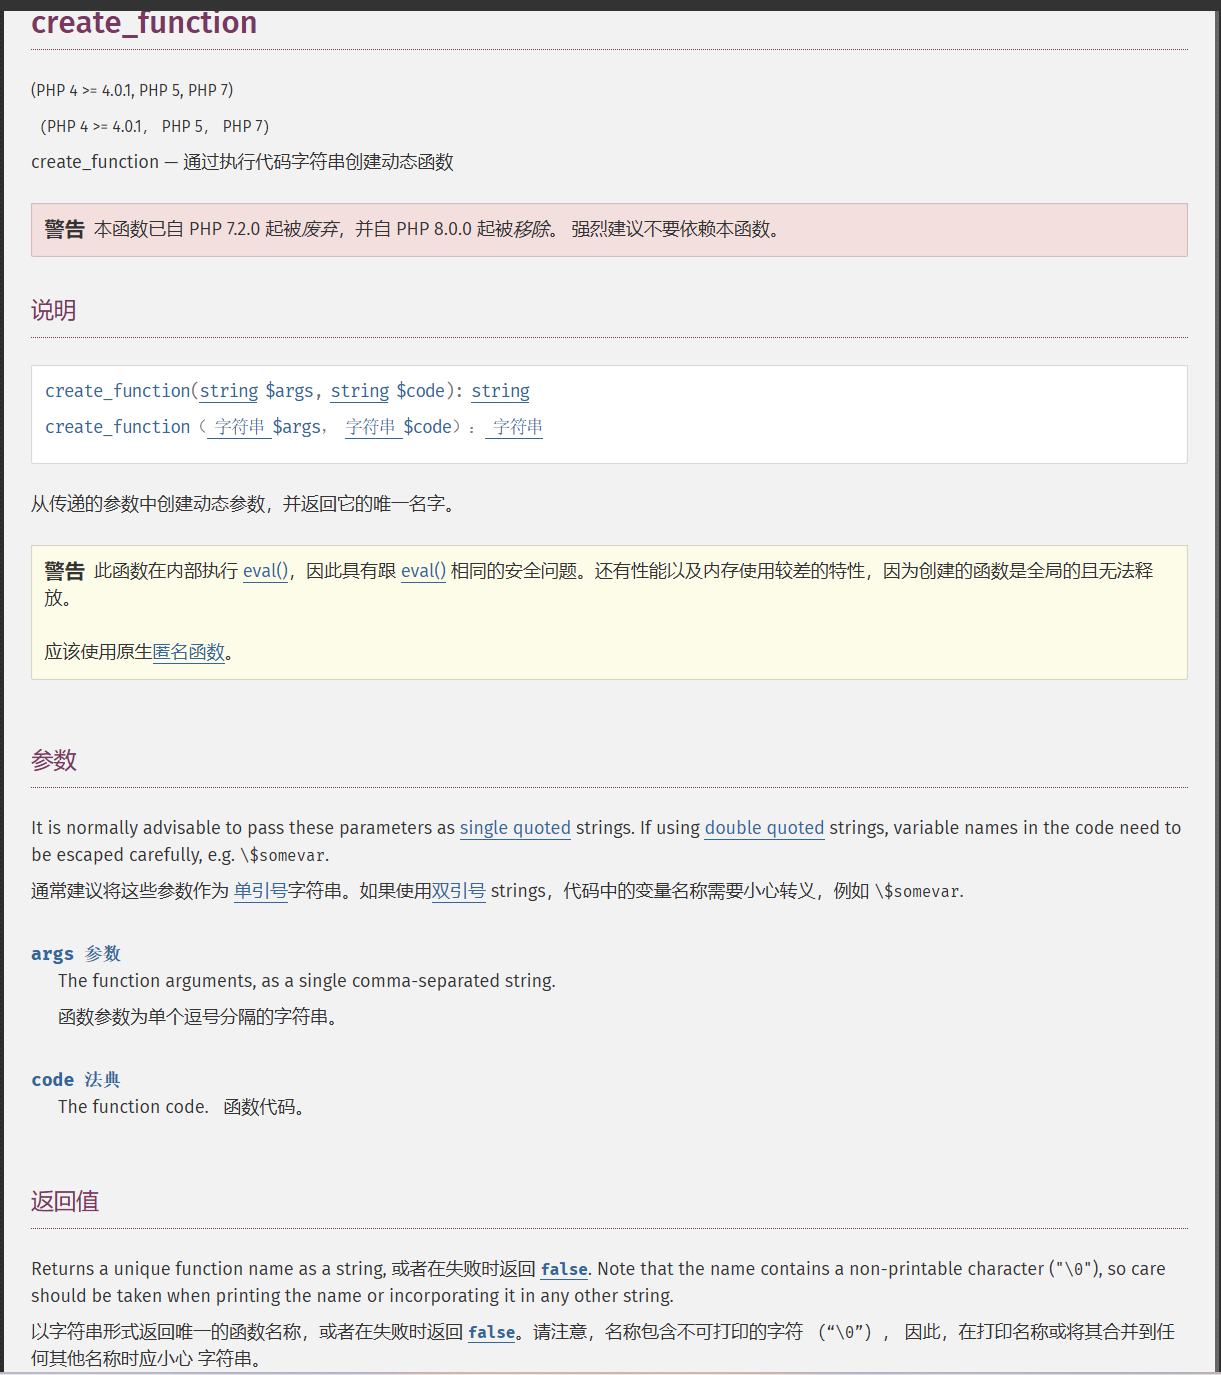 create_function
(PHP 4 >= 4.0.1, PHP 5, PHP 7)
（PHP 4 >= 4.0.1， PHP 5， PHP 7）
create_function — 通过执行代码字符串创建动态函数
警告 本函数已自 PHP 7.2.0 起被废弃，并自 PHP 8.0.0 起被移除。 强烈建议不要依赖本函数。
说明
create_function(string $args, string $code): string
create_function（ 字符串 $args， 字符串 $code）： 字符串
从传递的参数中创建动态参数，并返回它的唯一名字。
警告 此函数在内部执行 eval()，因此具有跟 eval() 相同的安全问题。还有性能以及内存使用较差的特性，因为创建的函数是全局的且无法释
放。
应该使用原生匿名函数。
参数
It is normally advisable to pass these parameters as single quoted strings. If using double quoted strings, variable names in the code need to
be escaped carefully, e.g. \$somevar.
通常建议将这些参数作为 单引号字符串。如果使用双引号 strings，代码中的变量名称需要小心转义，例如 \$somevar.
args 参数
The function arguments, as a single comma-separated string.
函数参数为单个逗号分隔的字符串。
code 法典
The function code. 函数代码。
返回值
Returns a unique function name as a string, 或者在失败时返回 false. Note that the name contains a non-printable character ("\0"), so care
should be taken when printing the name or incorporating it in any other string.
以字符串形式返回唯一的函数名称，或者在失败时返回 false。请注意，名称包含不可打印的字符 （“\0”）， 因此，在打印名称或将其合并到任
何其他名称时应小心 字符串。